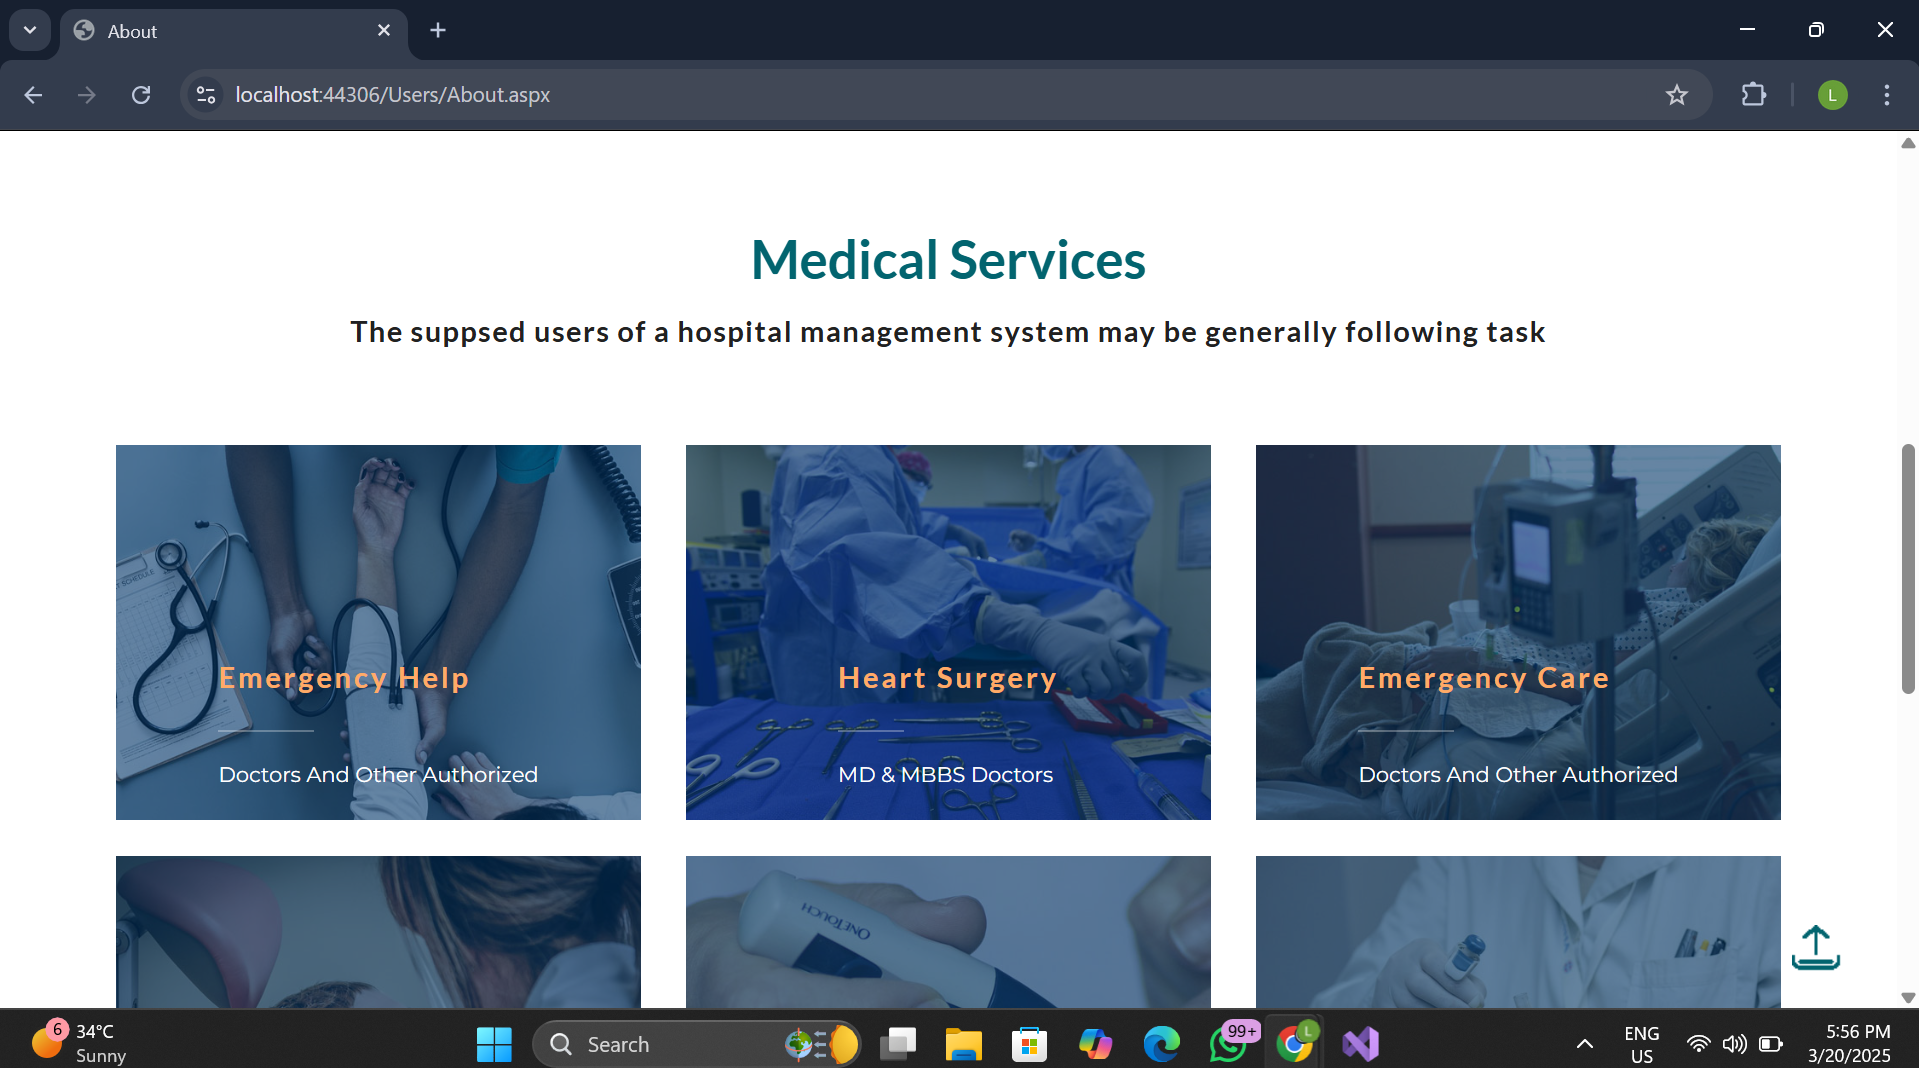 About
localhost:44306/Users/About.aspx
L
Medical Services
The suppsed users of a hospital management system may be generally following task
Emergency Help
Doctors And Other Authorized
Heart Surgery
MD & MBBS Doctors
Emergency Care
Doctors And Other Authorized
ONETOUCH
6
34°C
Sunny
Search
99+
L
ENG
US
5:56 PM
3/20/2025